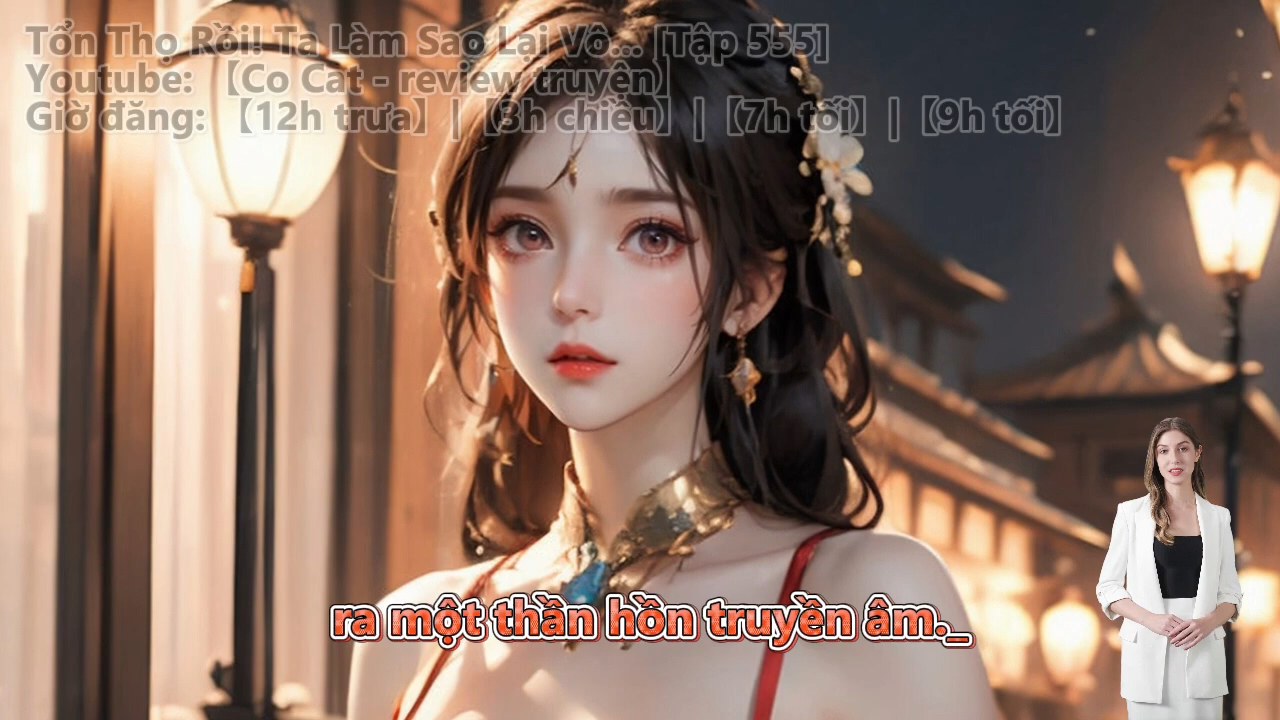 Tổn Thọ Rồi! Ta Làm Sao Lại Vô... [Tập 555]
Youtube: 【Cọ Cat - review truyện】
Giờ đăng: 【12h trưa】 | 【3h chiều】 | 【7h tối】 | 【9h tối】
ra một thần hồn truyền âm._